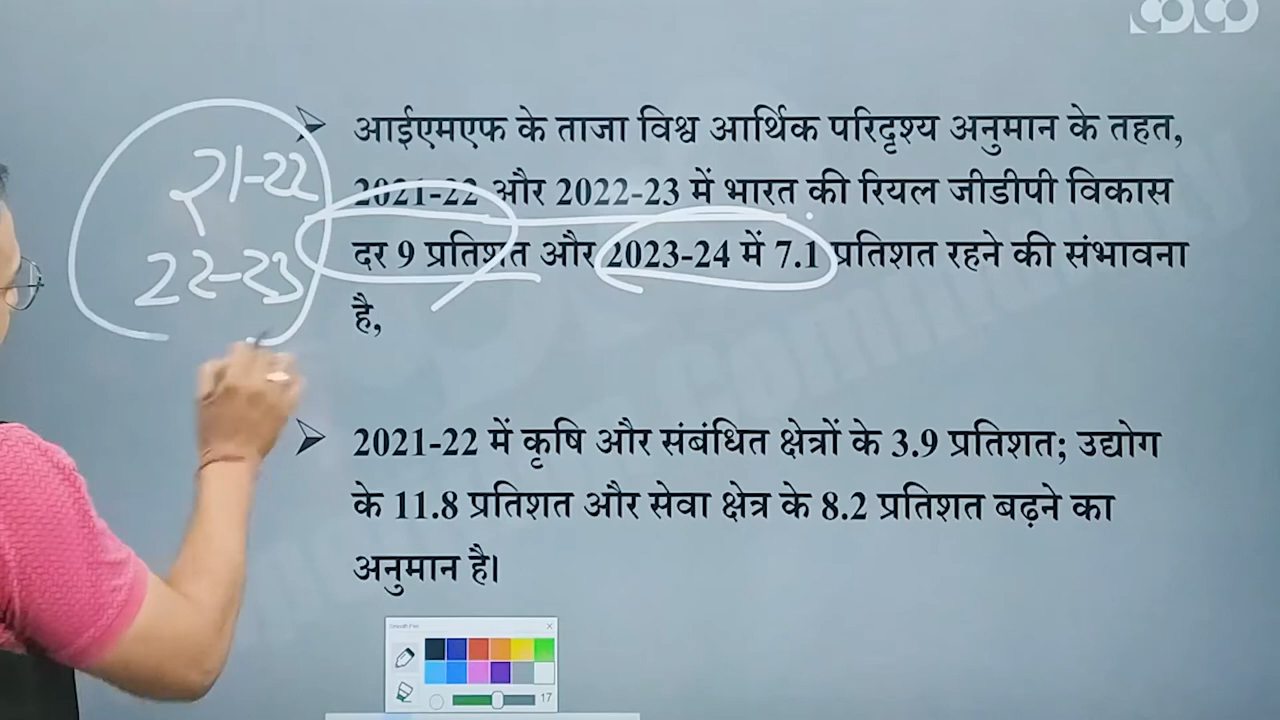 आईएमएफ के ताजा विश्व आर्थिक परिदृश्य अनुमान के तहत,
2021-22 और 2022-23 में भारत की रियल जीडीपी विकास
दर 9 प्रतिशत और 2023-24 में 7.1 प्रतिशत रहने की संभावना
है,
21-22
22-23
2021-22 में कृषि और संबंधित क्षेत्रों के 3.9 प्रतिशत; उद्योग
के 11.8 प्रतिशत और सेवा क्षेत्र के 8.2 प्रतिशत बढ़ने का
अनुमान है।
17